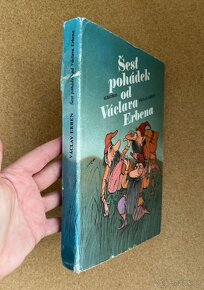 VÁCLAV ERBEN
Šest pohádek od Václava Erbena
Šest
pohádek
od
Václava
Erbena